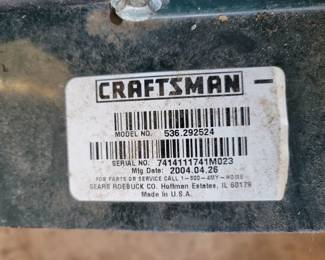 CRAFTSMAN
MODEL NO. 536.292524
SERIAL NO: 7414111741M023
Mfg Date: 2004.04.26
FOR PARTS OR SERVICE CALL 1-800-4MY-HOME
SEARS ROEBUCK CO. Hoffman Estates, IL 60179
Made in U.S.A.